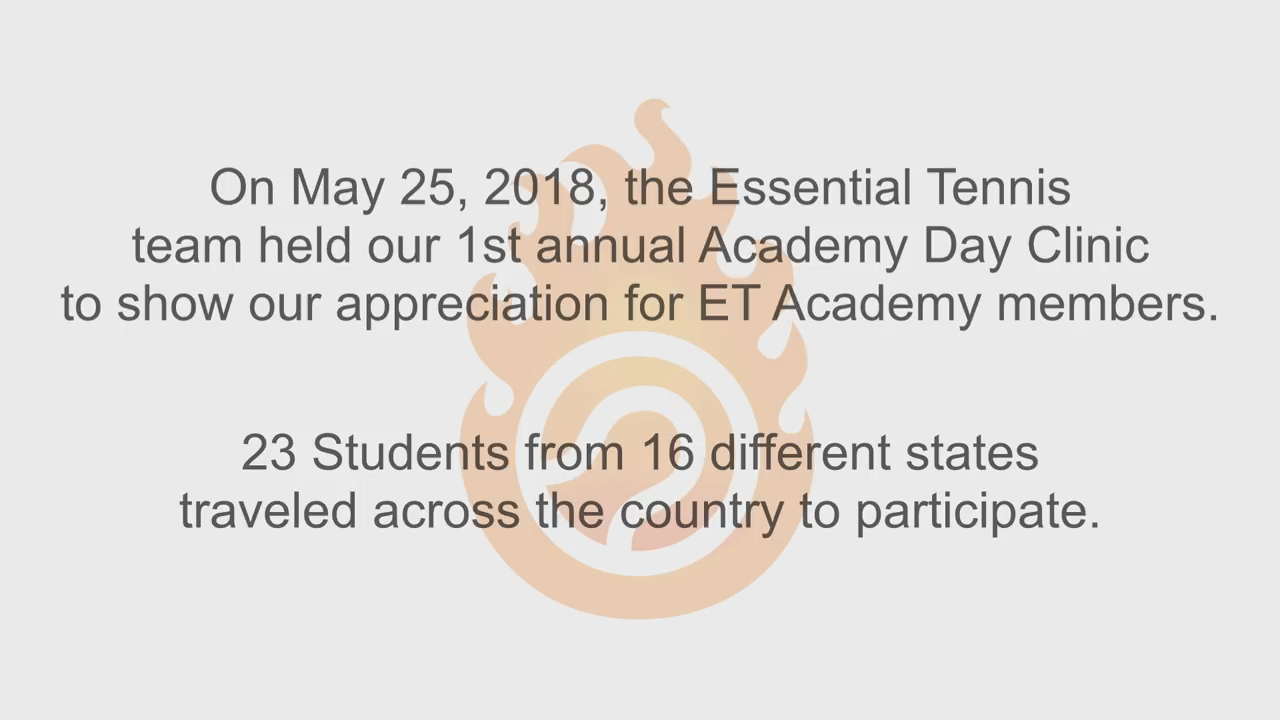 On May 25, 2018, the Essential Tennis
team held our 1st annual Academy Day Clinic
to show our appreciation for ET Academy members.
23 Students from 16 different states
traveled across the country to participate.